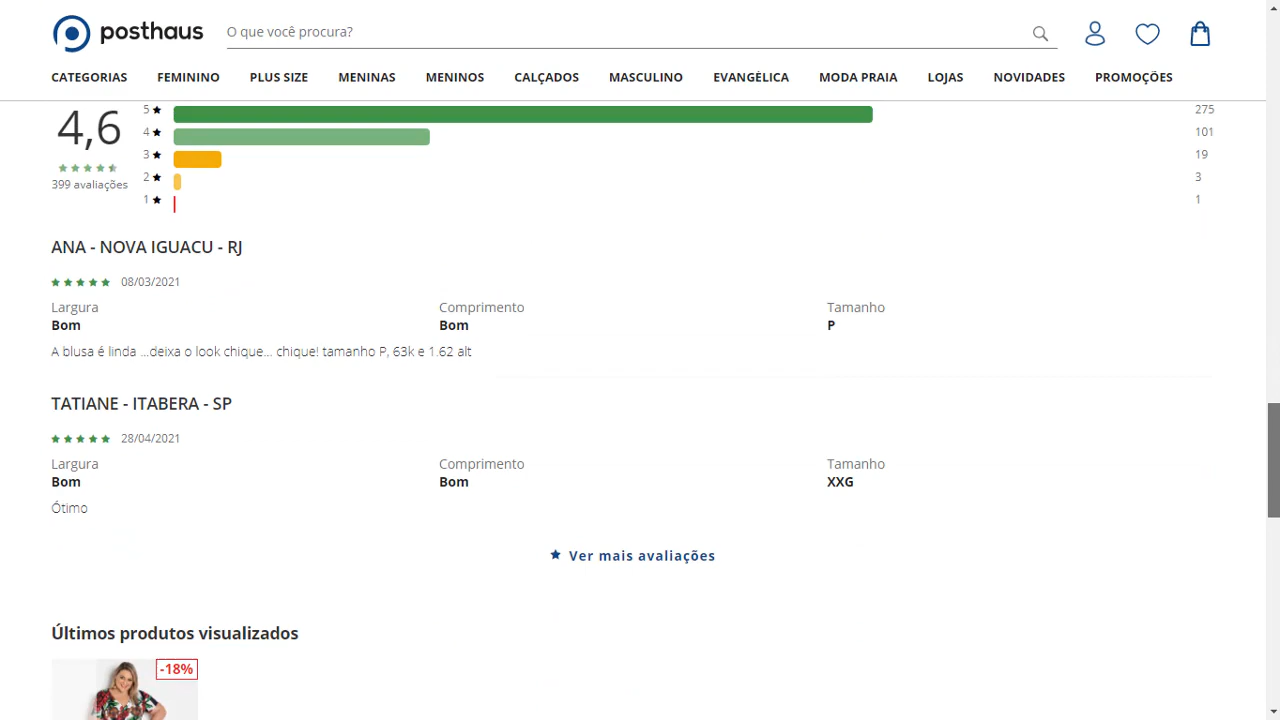 posthaus
O que você procura?
CATEGORIAS FEMININO PLUS SIZE MENINAS MENINOS CALÇADOS MASCULINO EVANGÉLICA MODA PRAIA LOJAS NOVIDADES PROMOÇÕES
4,6
399 avaliações
5 275
4 101
3 19
2 3
1 1
ANA - NOVA IGUACU - RJ
08/03/2021
Largura Comprimento Tamanho
Bom Bom P
A blusa é linda ...deixa o look chique... chique! tamanho P, 63k e 1.62 alt
TATIANE - ITABERA - SP
28/04/2021
Largura Comprimento Tamanho
Bom Bom XXG
Ótimo
Ver mais avaliações
Últimos produtos visualizados
-18%